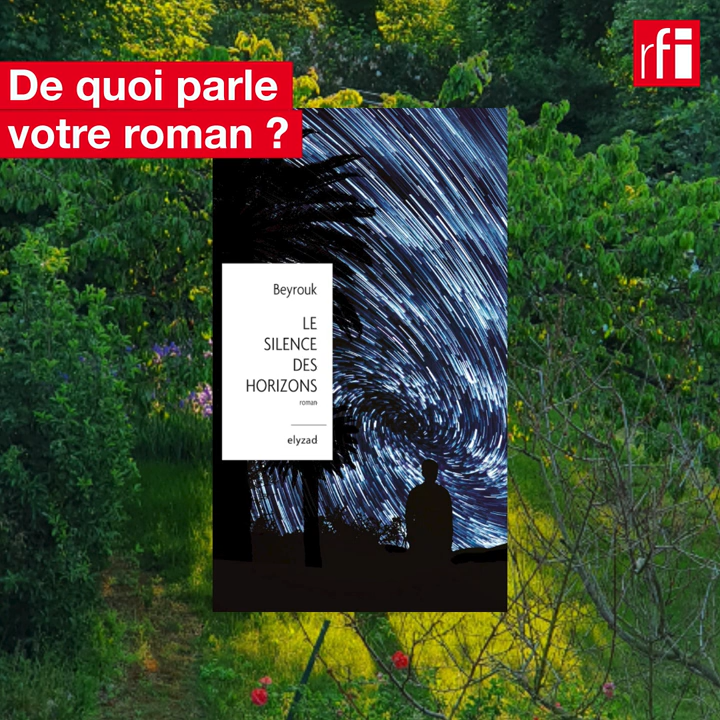 rfi
De quoi parle
votre roman ?
Beyrouk
LE
SILENCE
DES
HORIZONS
roman
elyzad